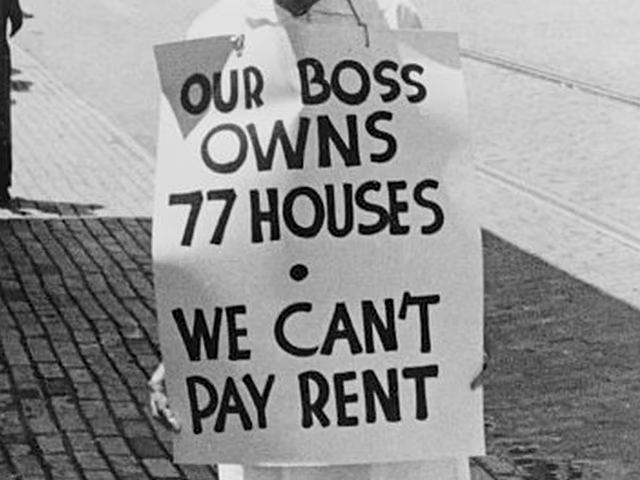 OUR BOSS
OWNS
77 HOUSES
•
WE CAN'T
PAY RENT